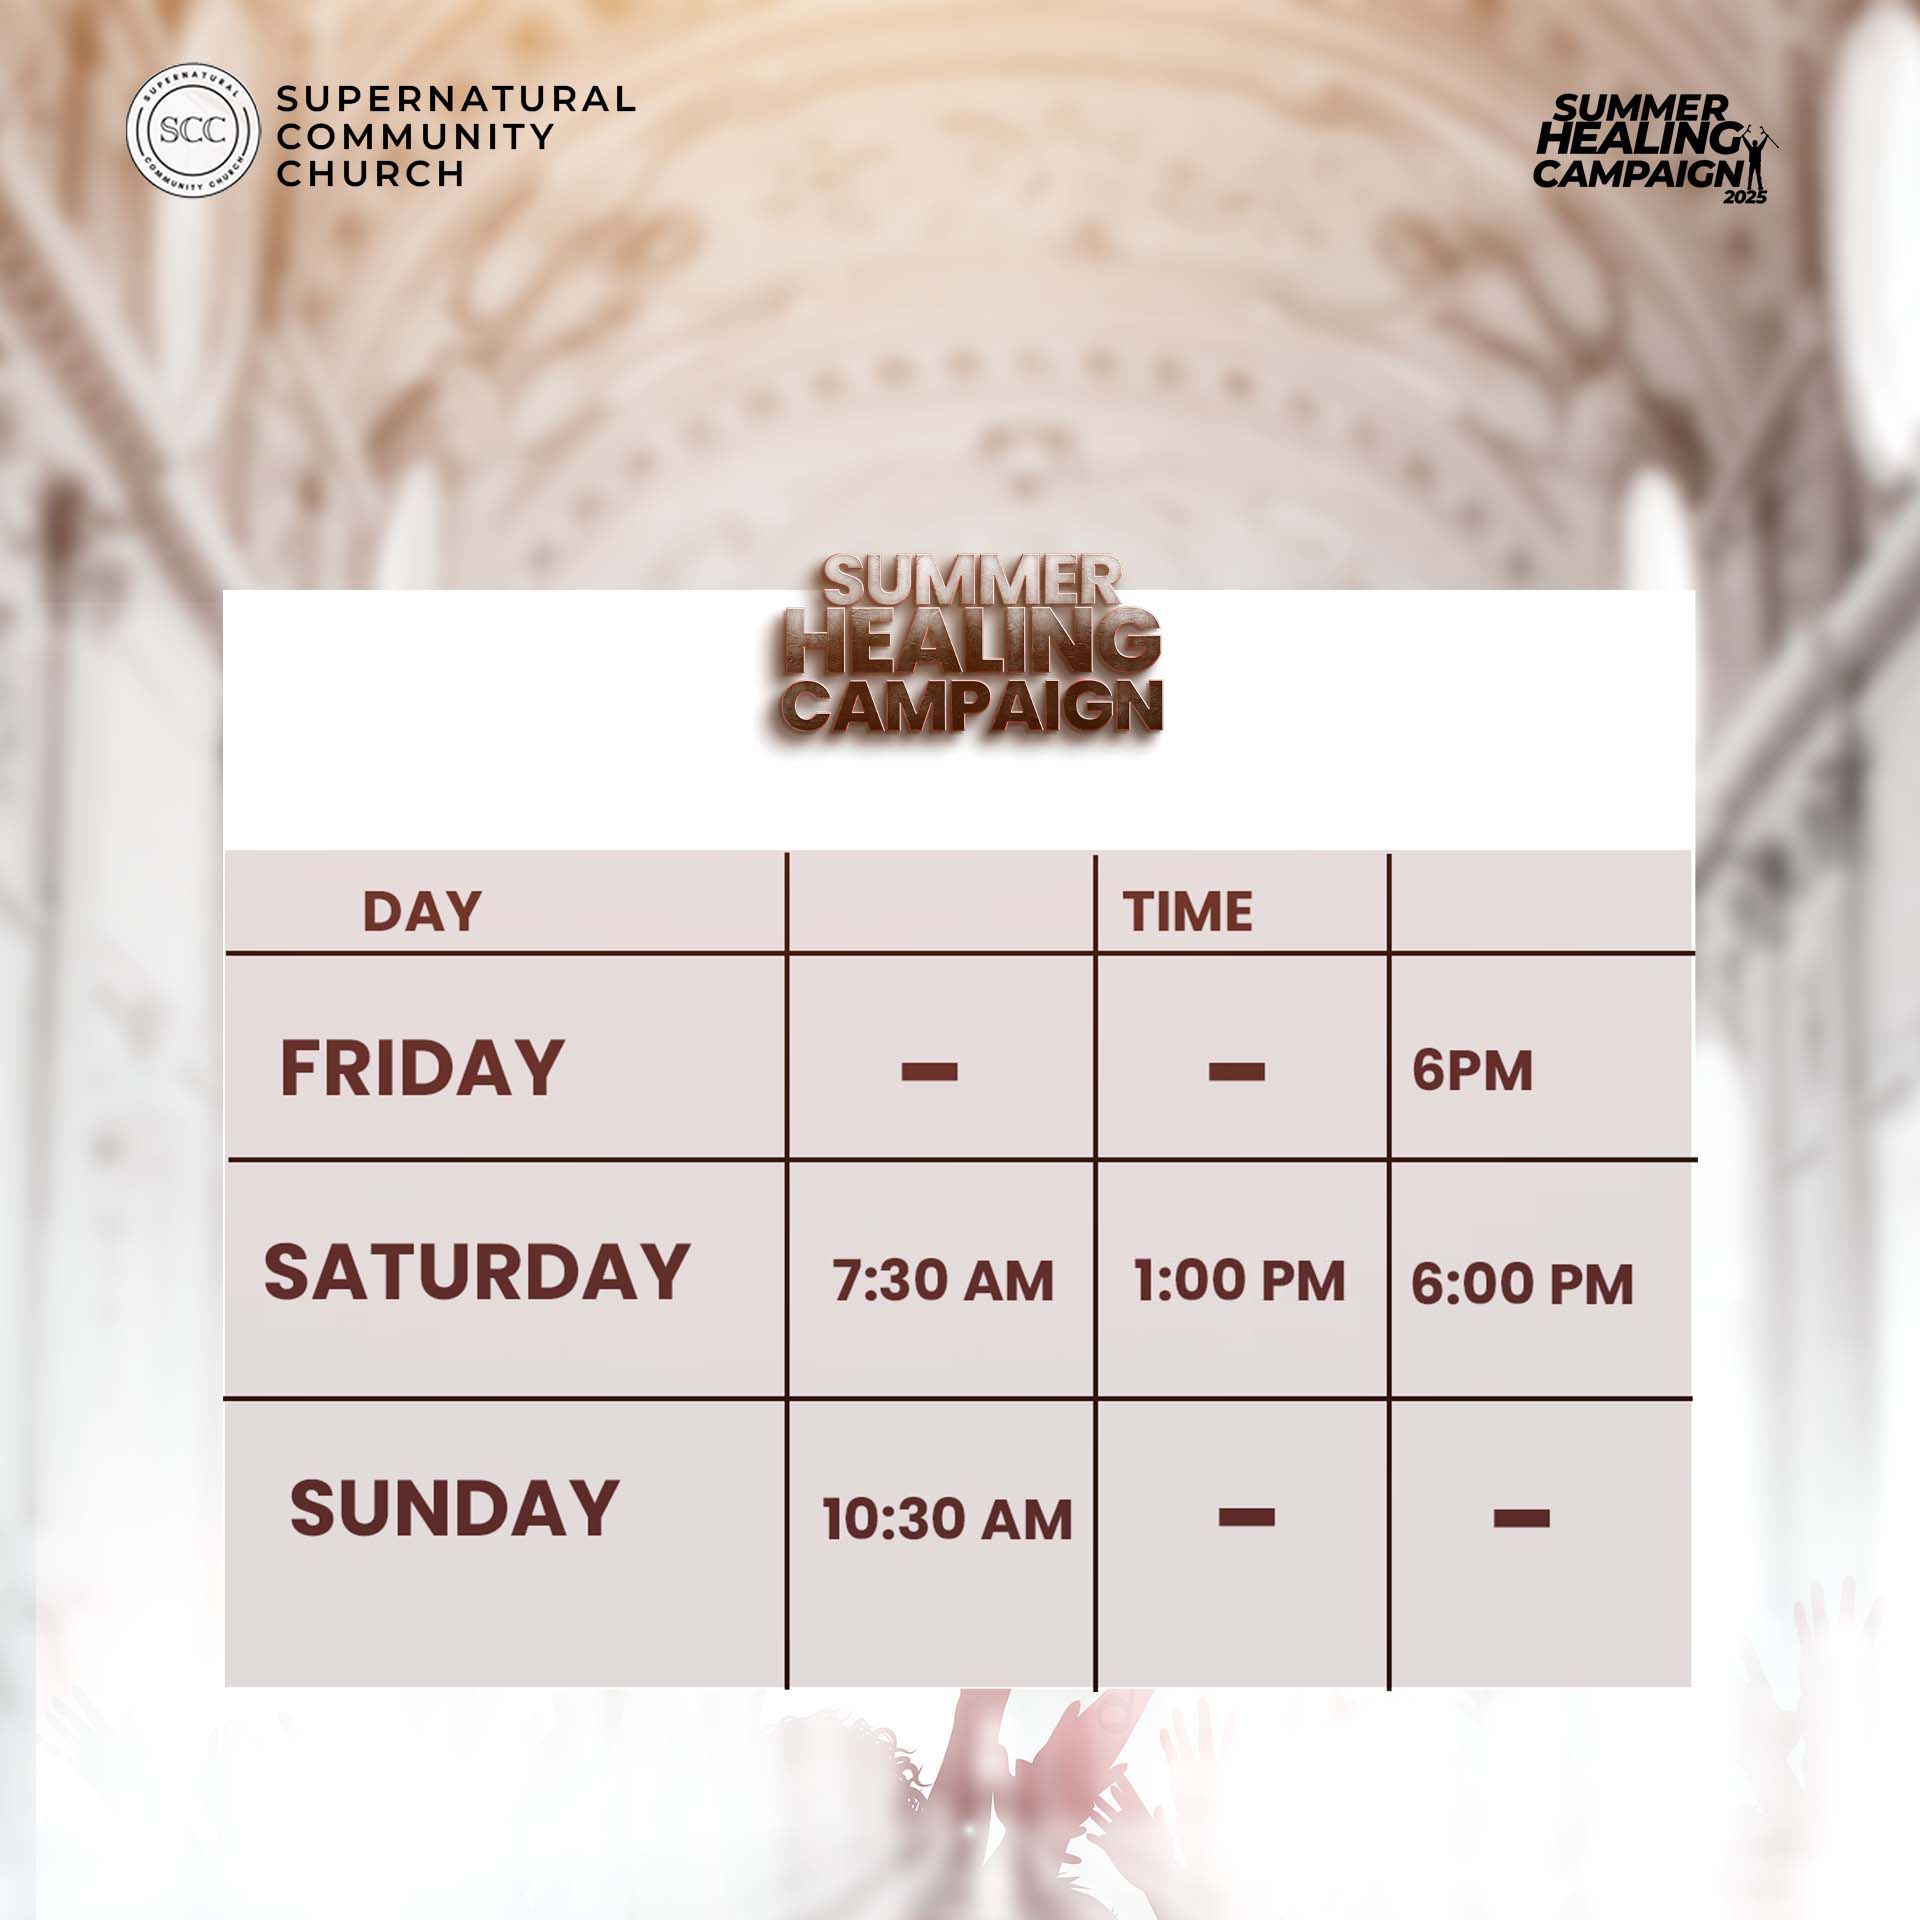 SUPERNATURAL
COMMUNITY CHURCH
SCC
SUPERNATURAL
COMMUNITY
CHURCH
SUMMER
HEALING
CAMPAIGN
2025
SUMMER
HEALING
CAMPAIGN
DAY TIME
FRIDAY - - 6PM
SATURDAY 7:30 AM 1:00 PM 6:00 PM
SUNDAY 10:30 AM - -